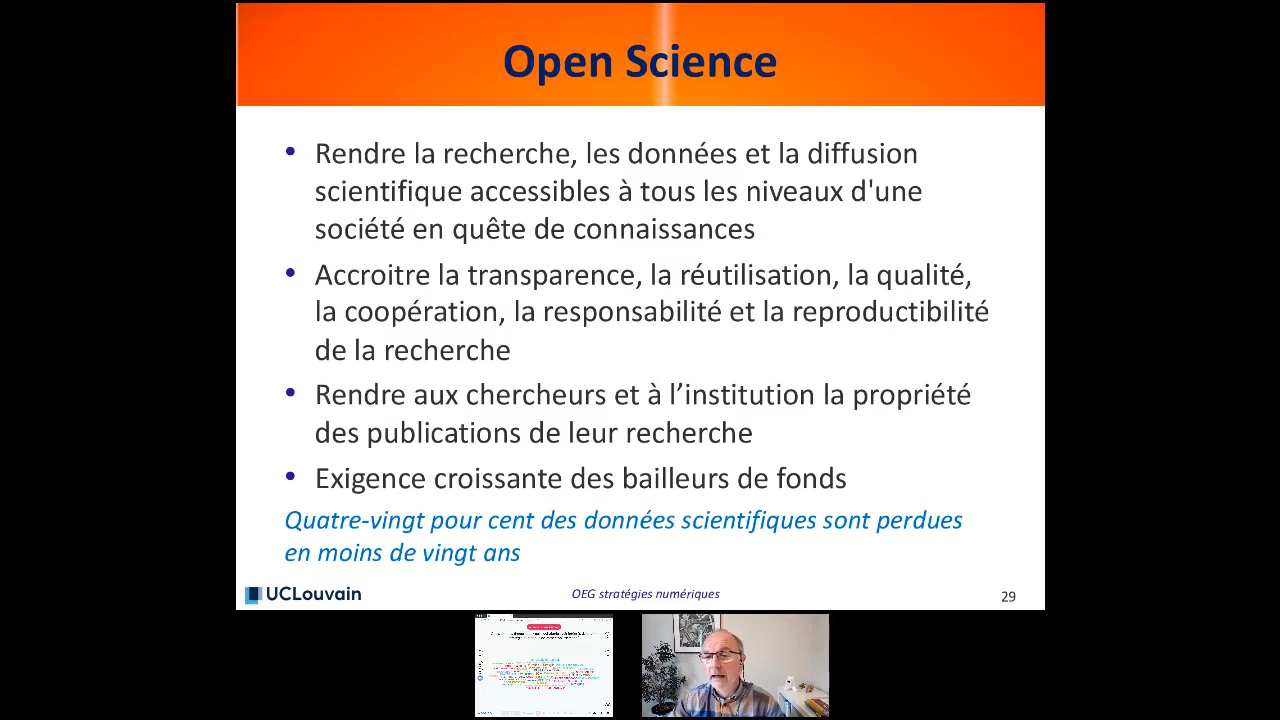 Open Science
• Rendre la recherche, les données et la diffusion
scientifique accessibles à tous les niveaux d'une
société en quête de connaissances
• Accroitre la transparence, la réutilisation, la qualité,
la coopération, la responsabilité et la reproductibilité
de la recherche
• Rendre aux chercheurs et à l’institution la propriété
des publications de leur recherche
• Exigence croissante des bailleurs de fonds
Quatre-vingt pour cent des données scientifiques sont perdues
en moins de vingt ans
UCLouvain
OEG stratégies numériques
29